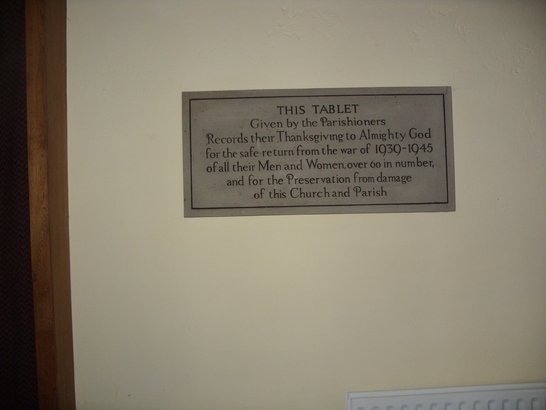 THIS TABLET
Given by the Parishioners
Records their Thanksgiving to Almighty God
for the safe return from the war of 1939-1945
of all their Men and Women, over 60 in number,
and for the Preservation from damage
of this Church and Parish